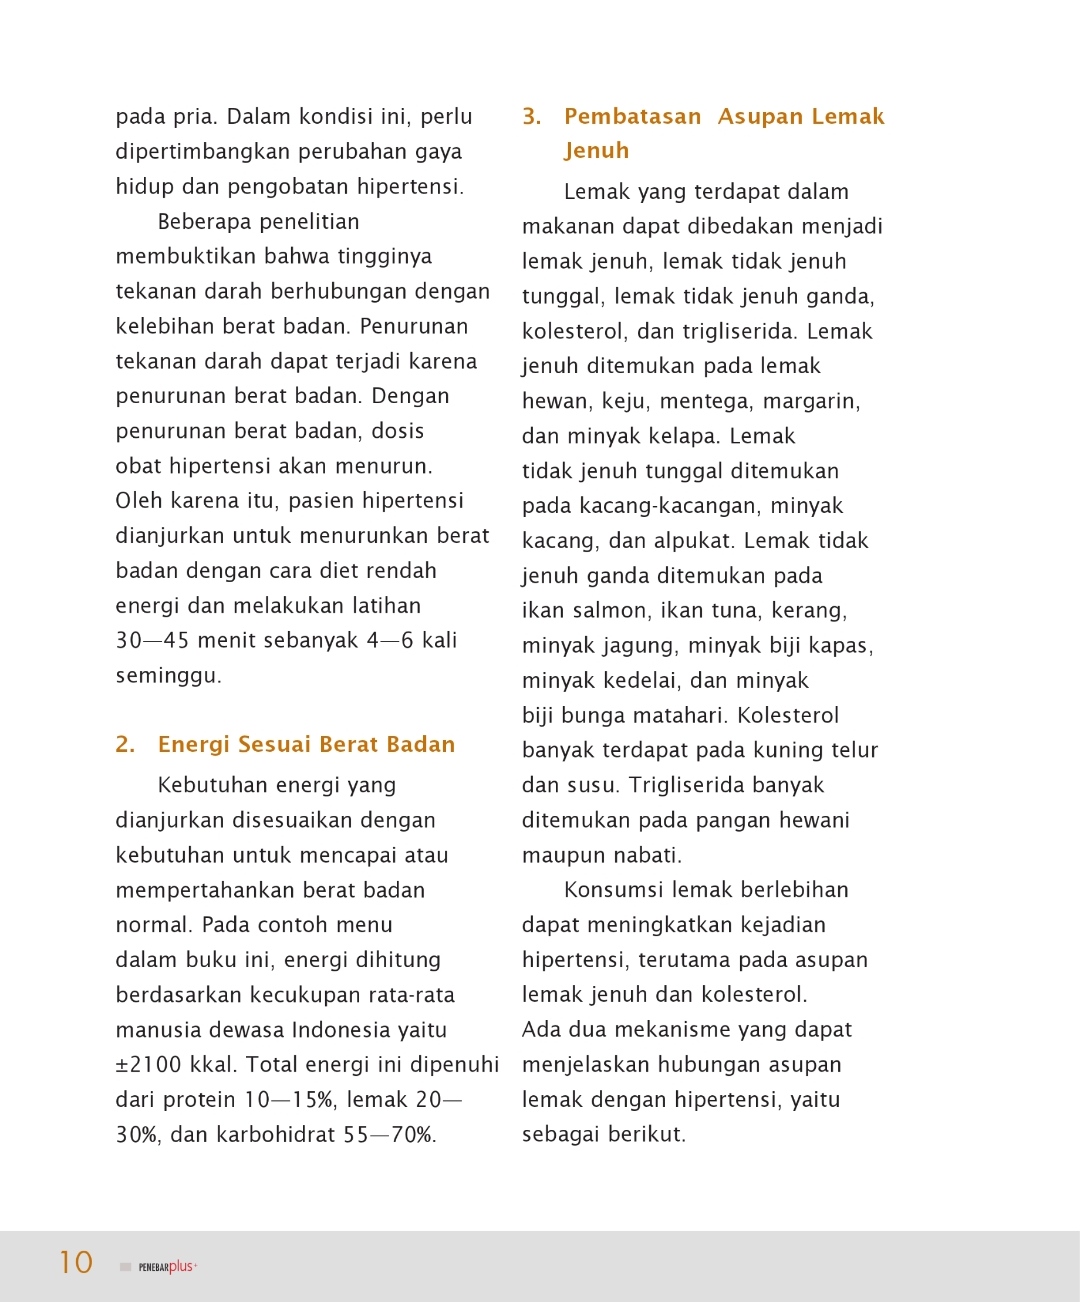 pada pria. Dalam kondisi ini, perlu
dipertimbangkan perubahan gaya
hidup dan pengobatan hipertensi.
Beberapa penelitian
membuktikan bahwa tingginya
tekanan darah berhubungan dengan
kelebihan berat badan. Penurunan
tekanan darah dapat terjadi karena
penurunan berat badan. Dengan
penurunan berat badan, dosis
obat hipertensi akan menurun.
Oleh karena itu, pasien hipertensi
dianjurkan untuk menurunkan berat
badan dengan cara diet rendah
energi dan melakukan latihan
30—45 menit sebanyak 4—6 kali
seminggu.
2. Energi Sesuai Berat Badan
Kebutuhan energi yang
dianjurkan disesuaikan dengan
kebutuhan untuk mencapai atau
mempertahankan berat badan
normal. Pada contoh menu
dalam buku ini, energi dihitung
berdasarkan kecukupan rata-rata
manusia dewasa Indonesia yaitu
±2100 kkal. Total energi ini dipenuhi
dari protein 10—15%, lemak 20—
30%, dan karbohidrat 55—70%.
3. Pembatasan Asupan Lemak
Jenuh
Lemak yang terdapat dalam
makanan dapat dibedakan menjadi
lemak jenuh, lemak tidak jenuh
tunggal, lemak tidak jenuh ganda,
kolesterol, dan trigliserida. Lemak
jenuh ditemukan pada lemak
hewan, keju, mentega, margarin,
dan minyak kelapa. Lemak
tidak jenuh tunggal ditemukan
pada kacang-kacangan, minyak
kacang, dan alpukat. Lemak tidak
jenuh ganda ditemukan pada
ikan salmon, ikan tuna, kerang,
minyak jagung, minyak biji kapas,
minyak kedelai, dan minyak
biji bunga matahari. Kolesterol
banyak terdapat pada kuning telur
dan susu. Trigliserida banyak
ditemukan pada pangan hewani
maupun nabati.
Konsumsi lemak berlebihan
dapat meningkatkan kejadian
hipertensi, terutama pada asupan
lemak jenuh dan kolesterol.
Ada dua mekanisme yang dapat
menjelaskan hubungan asupan
lemak dengan hipertensi, yaitu
sebagai berikut.
10 PENEBARplus+